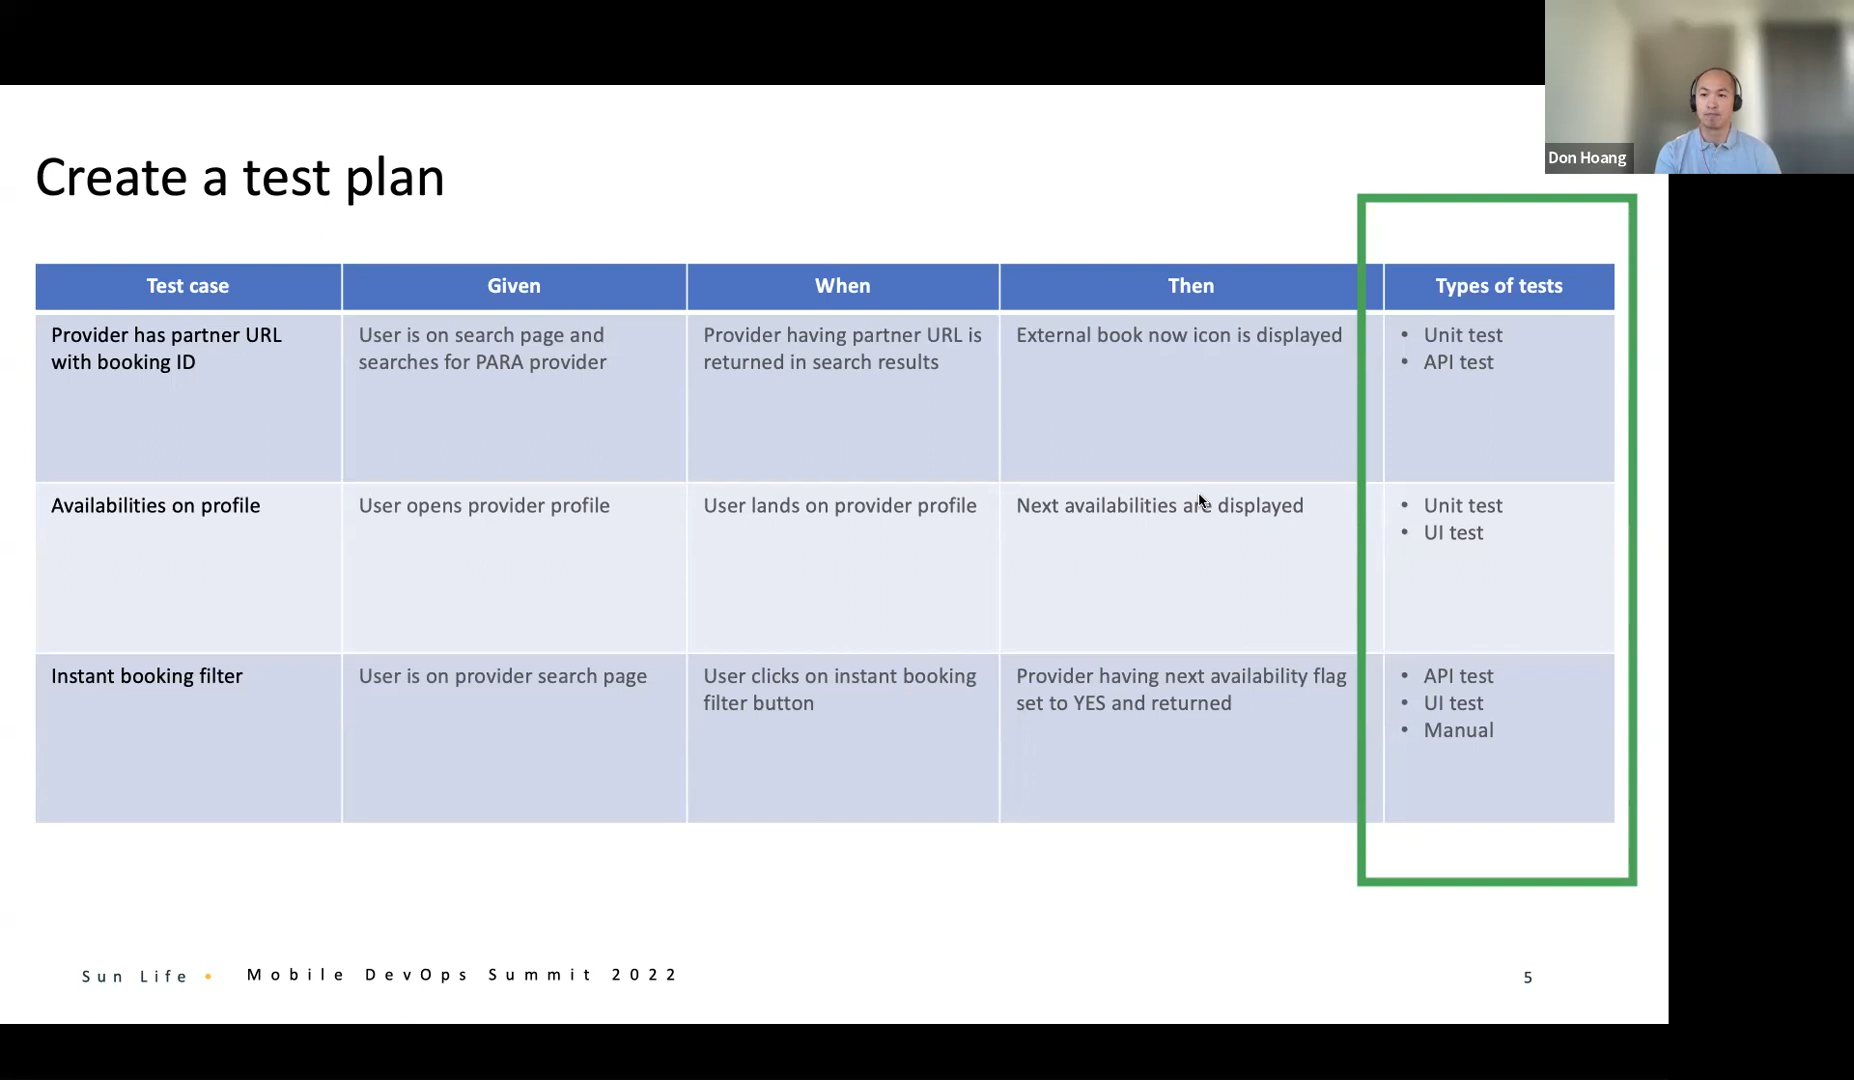 Don Hoang
Create a test plan
Test case
Given
When
Then
Types of tests
Provider has partner URL
with booking ID
User is on search page and
searches for PARA provider
Provider having partner URL is
returned in search results
External book now icon is displayed
• Unit test
• API test
Availabilities on profile
User opens provider profile
User lands on provider profile
Next availabilities are displayed
• Unit test
• UI test
Instant booking filter
User is on provider search page
User clicks on instant booking
filter button
Provider having next availability flag
set to YES and returned
• API test
• UI test
• Manual
Sun Life • Mobile DevOps Summit 2022
5